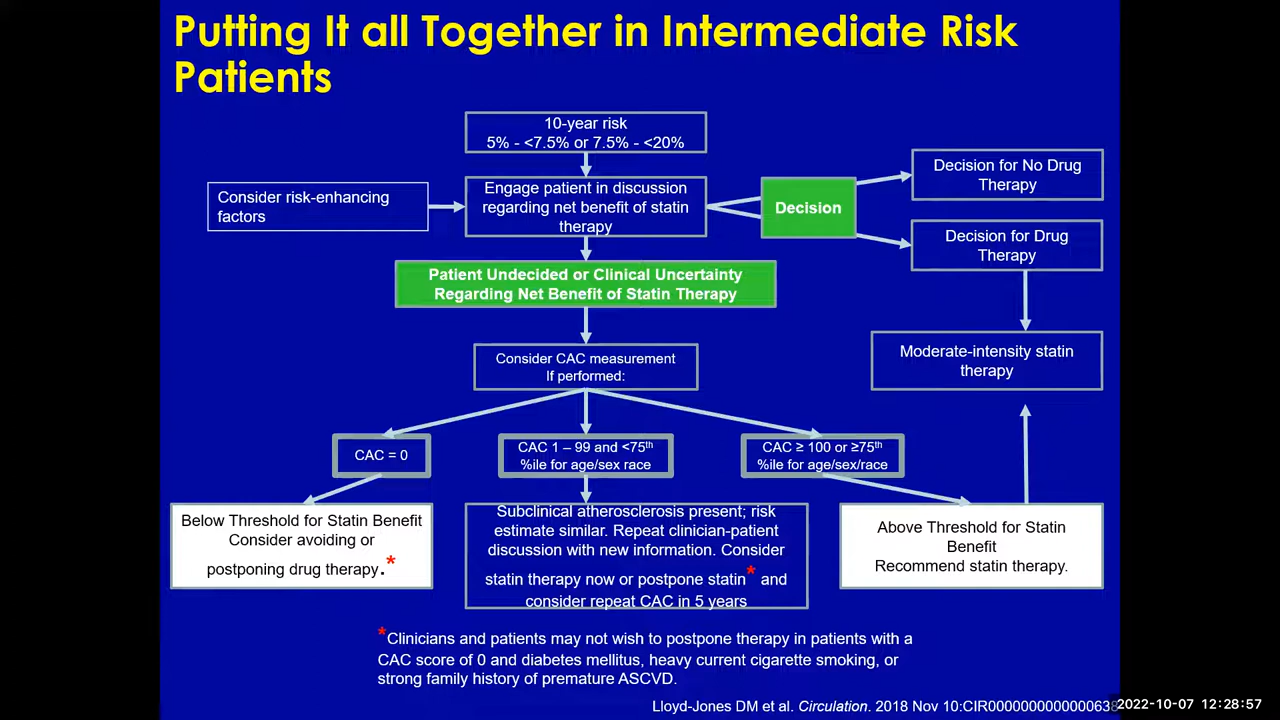 Putting It all Together in Intermediate Risk
Patients
10-year risk
5% - <7.5% or 7.5% - <20%
Consider risk-enhancing
factors
Engage patient in discussion
regarding net benefit of statin
therapy
Decision
Decision for No Drug
Therapy
Decision for Drug
Therapy
Patient Undecided or Clinical Uncertainty
Regarding Net Benefit of Statin Therapy
Moderate-intensity statin
therapy
Consider CAC measurement
If performed:
CAC = 0
CAC 1 – 99 and <75th
%ile for age/sex race
CAC ≥ 100 or ≥75th
%ile for age/sex/race
Below Threshold for Statin Benefit
Consider avoiding or
postponing drug therapy.*
Subclinical atherosclerosis present; risk
estimate similar. Repeat clinician-patient
discussion with new information. Consider
statin therapy now or postpone statin* and
consider repeat CAC in 5 years
Above Threshold for Statin
Benefit
Recommend statin therapy.
*Clinicians and patients may not wish to postpone therapy in patients with a
CAC score of 0 and diabetes mellitus, heavy current cigarette smoking, or
strong family history of premature ASCVD.
Lloyd-Jones DM et al. Circulation. 2018 Nov 10:CIR0000000000000638
2022-10-07 12:28:57